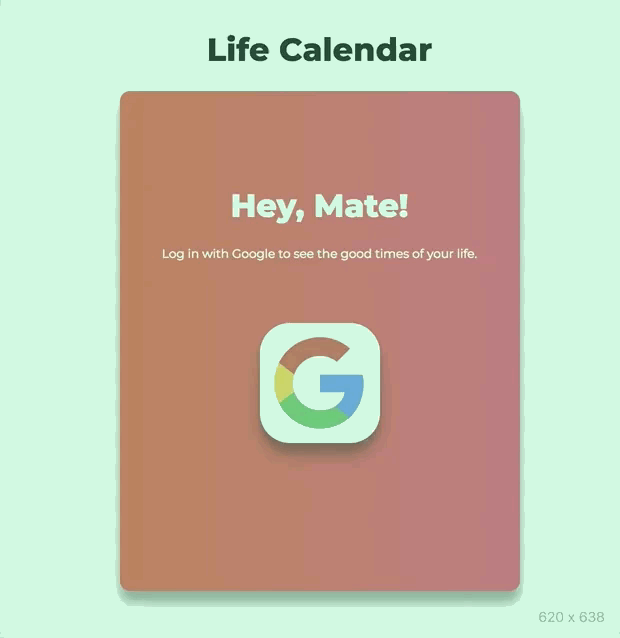 Life Calendar
Hey, Mate!
Log in with Google to see the good times of your life.
G
620 x 638